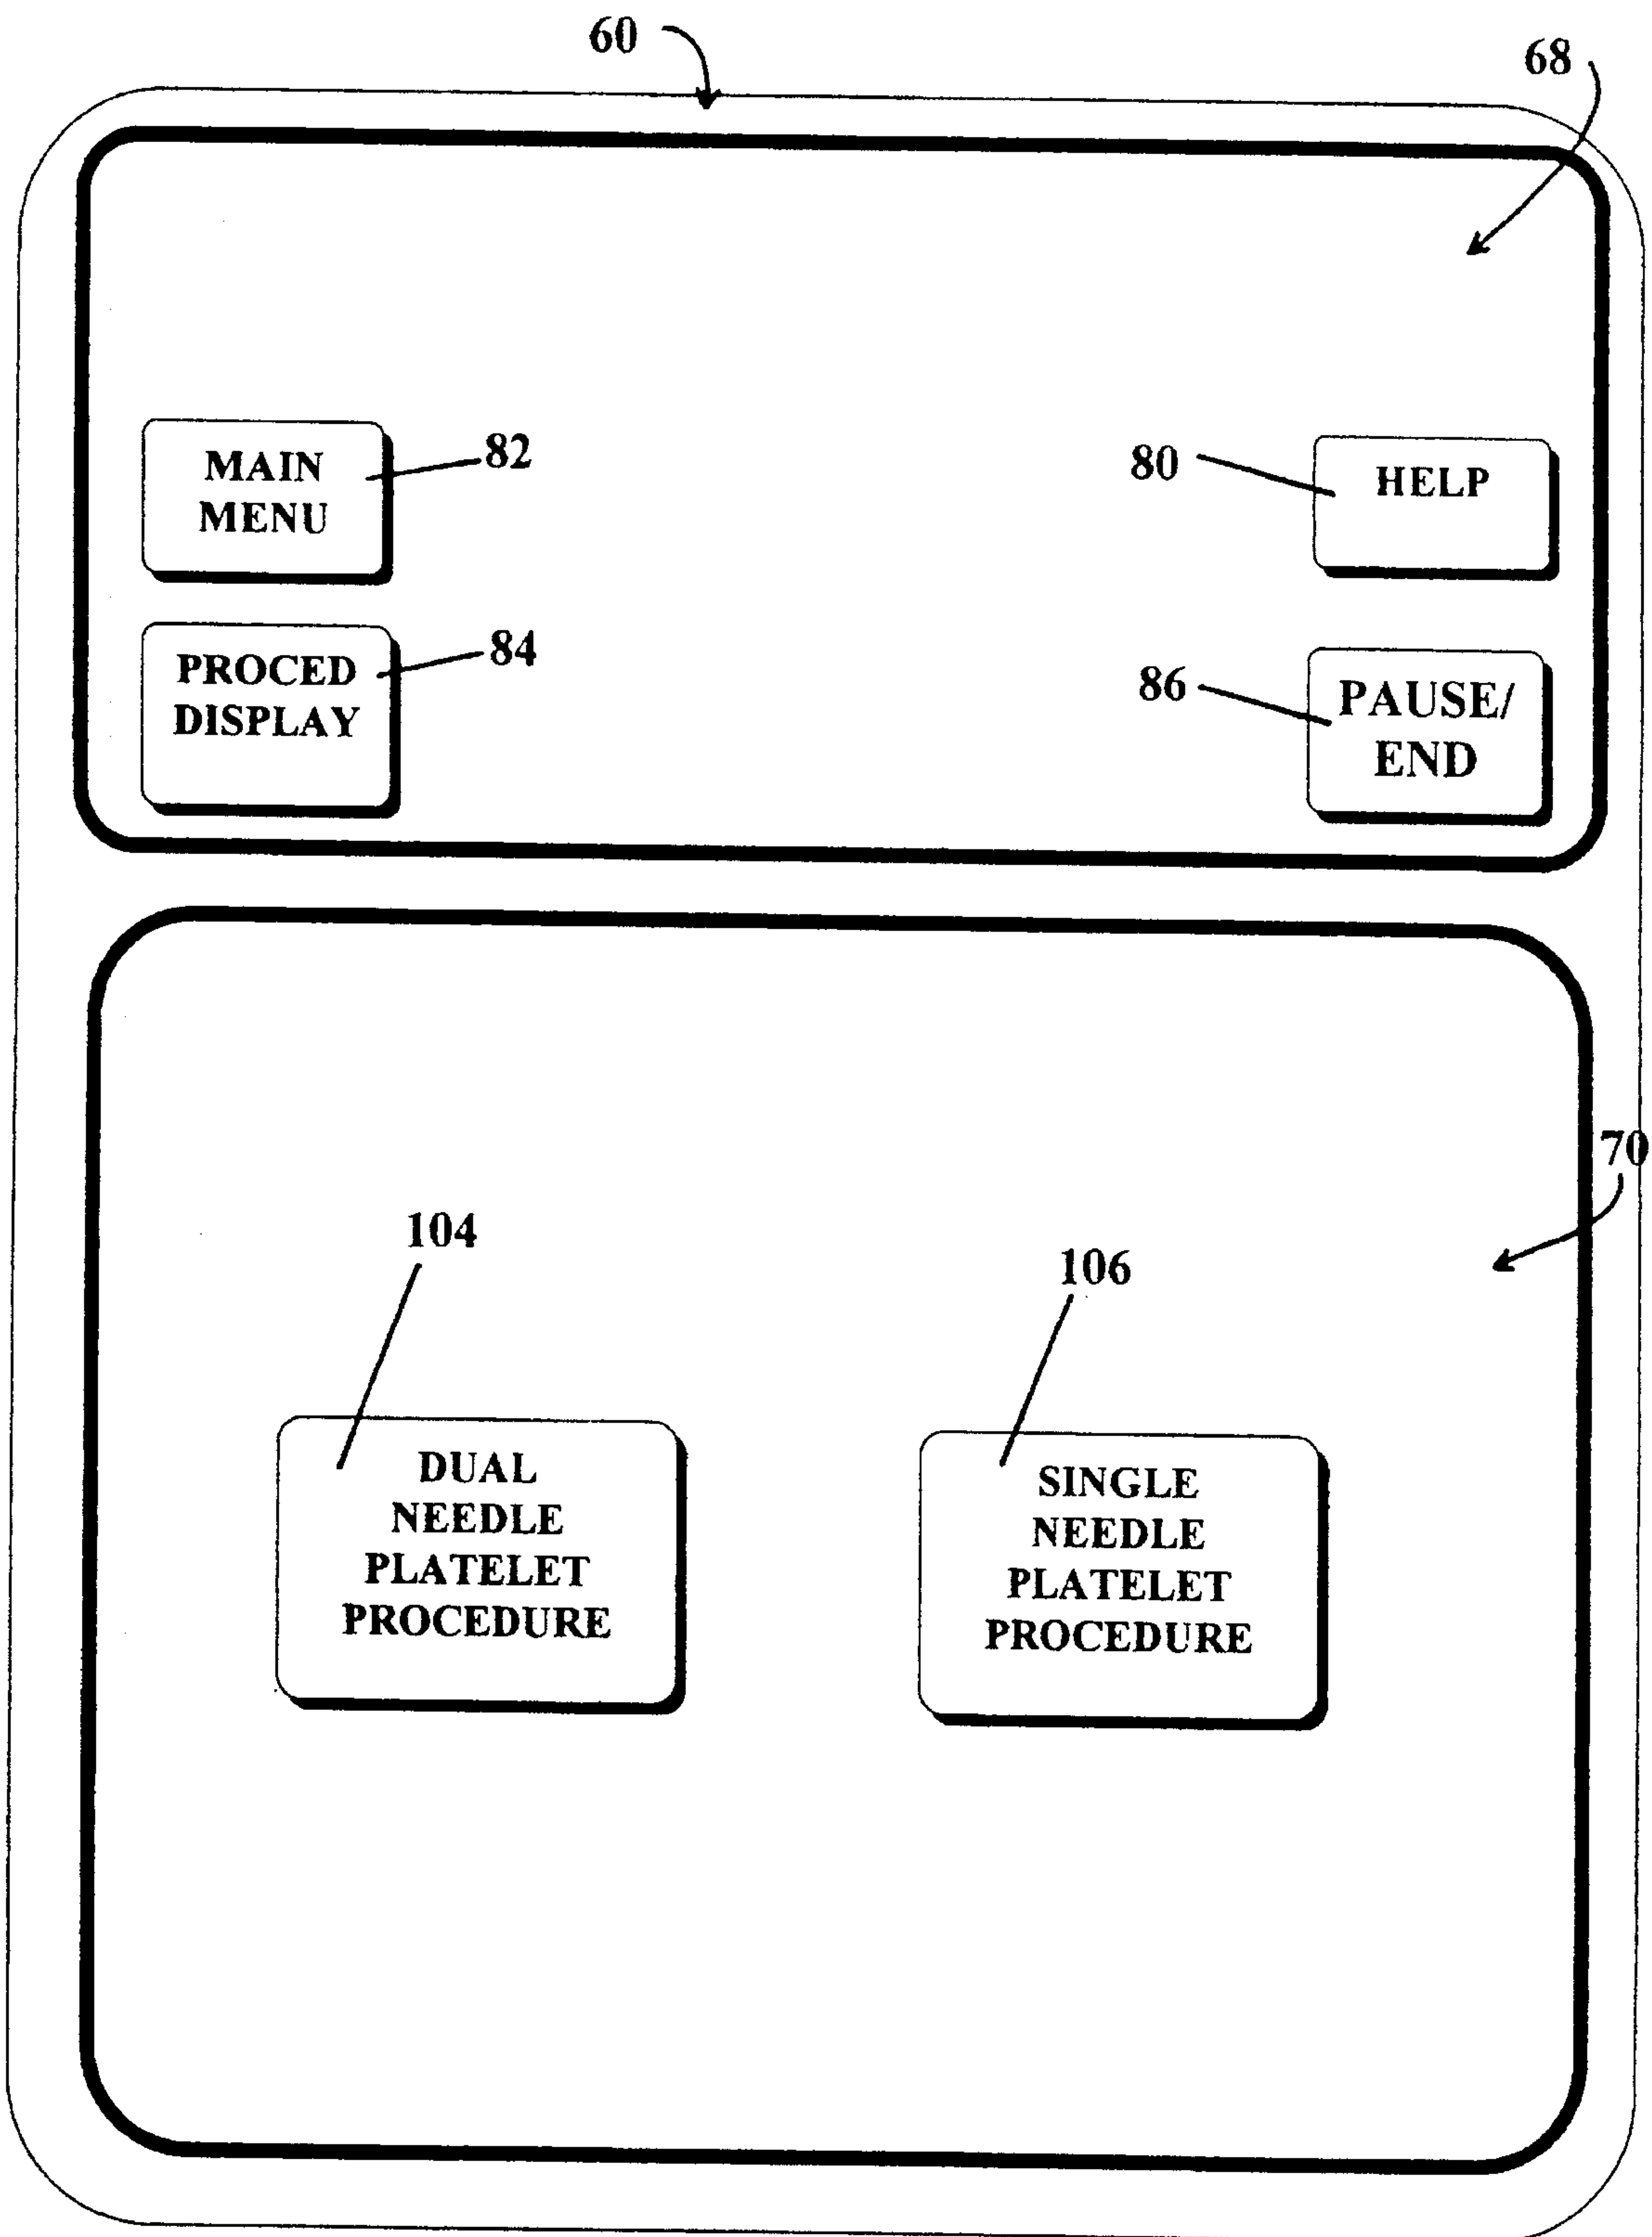 60
68
MAIN
MENU
82
80
HELP
PROCED
DISPLAY
84
86
PAUSE/
END
70
104
106
DUAL
NEEDLE
PLATELET
PROCEDURE
SINGLE
NEEDLE
PLATELET
PROCEDURE